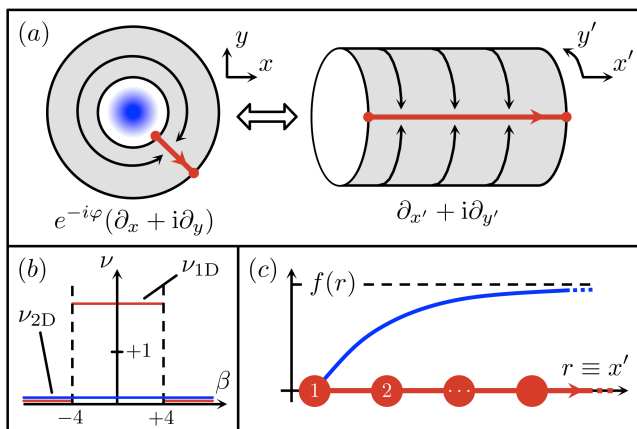 (a)
y
x
y′
x′
e^{−iφ}(∂_x + i∂_y)
∂_{x′} + i∂_{y′}
(b)
ν
ν_{1D}
ν_{2D}
+1
β
−4
+4
(c)
f(r)
r ≡ x′
1
2
...